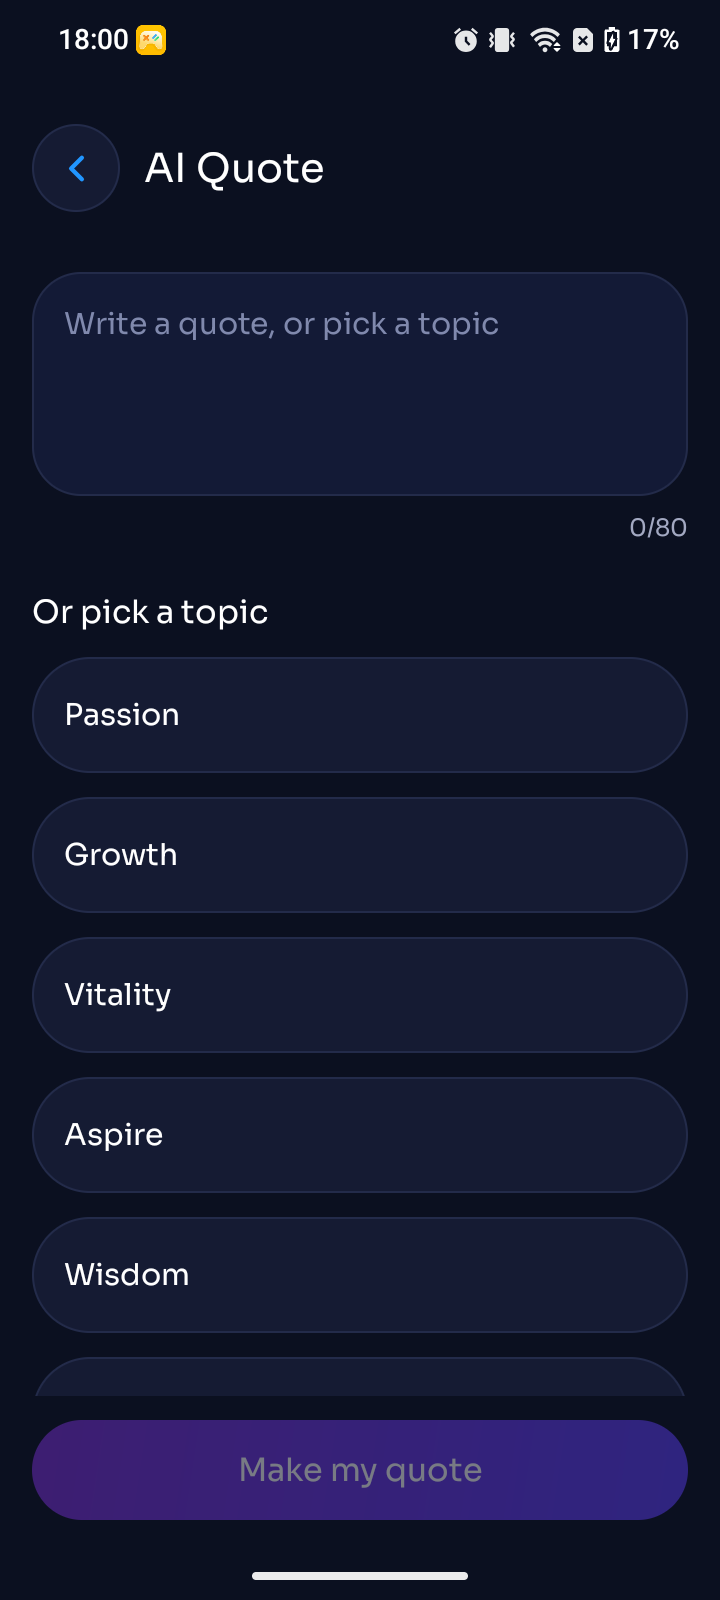 18:00
17%
AI Quote
Write a quote, or pick a topic
0/80
Or pick a topic
Passion
Growth
Vitality
Aspire
Wisdom
Make my quote